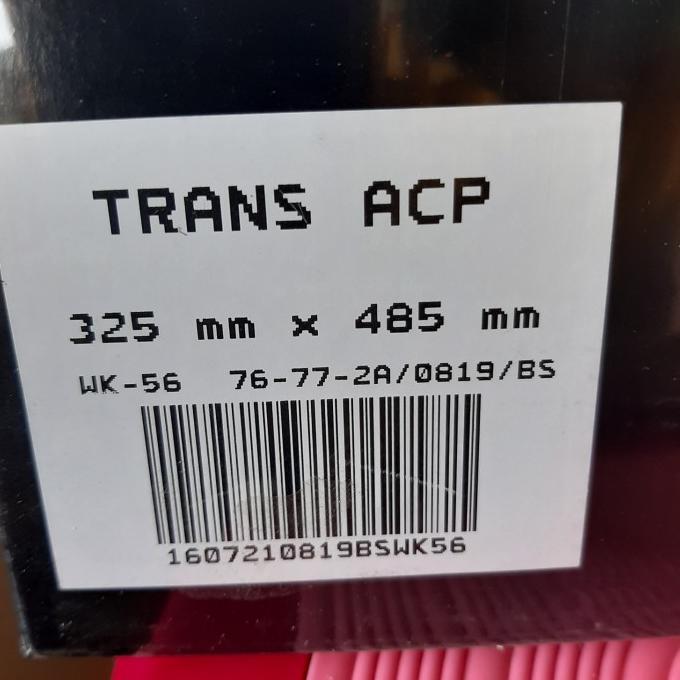 TRANS ACP
325 mm x 485 mm
WK-56 76-77-2A/0819/BS
1607210819BSWK56